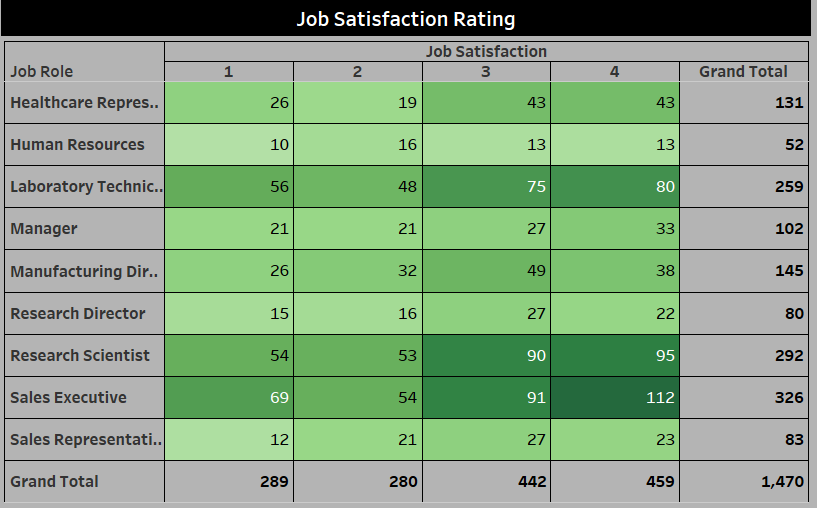 Job Satisfaction Rating
Job Satisfaction
Job Role 1 2 3 4 Grand Total
Healthcare Repres.. 26 19 43 43 131
Human Resources 10 16 13 13 52
Laboratory Technic.. 56 48 75 80 259
Manager 21 21 27 33 102
Manufacturing Dir.. 26 32 49 38 145
Research Director 15 16 27 22 80
Research Scientist 54 53 90 95 292
Sales Executive 69 54 91 112 326
Sales Representati.. 12 21 27 23 83
Grand Total 289 280 442 459 1,470